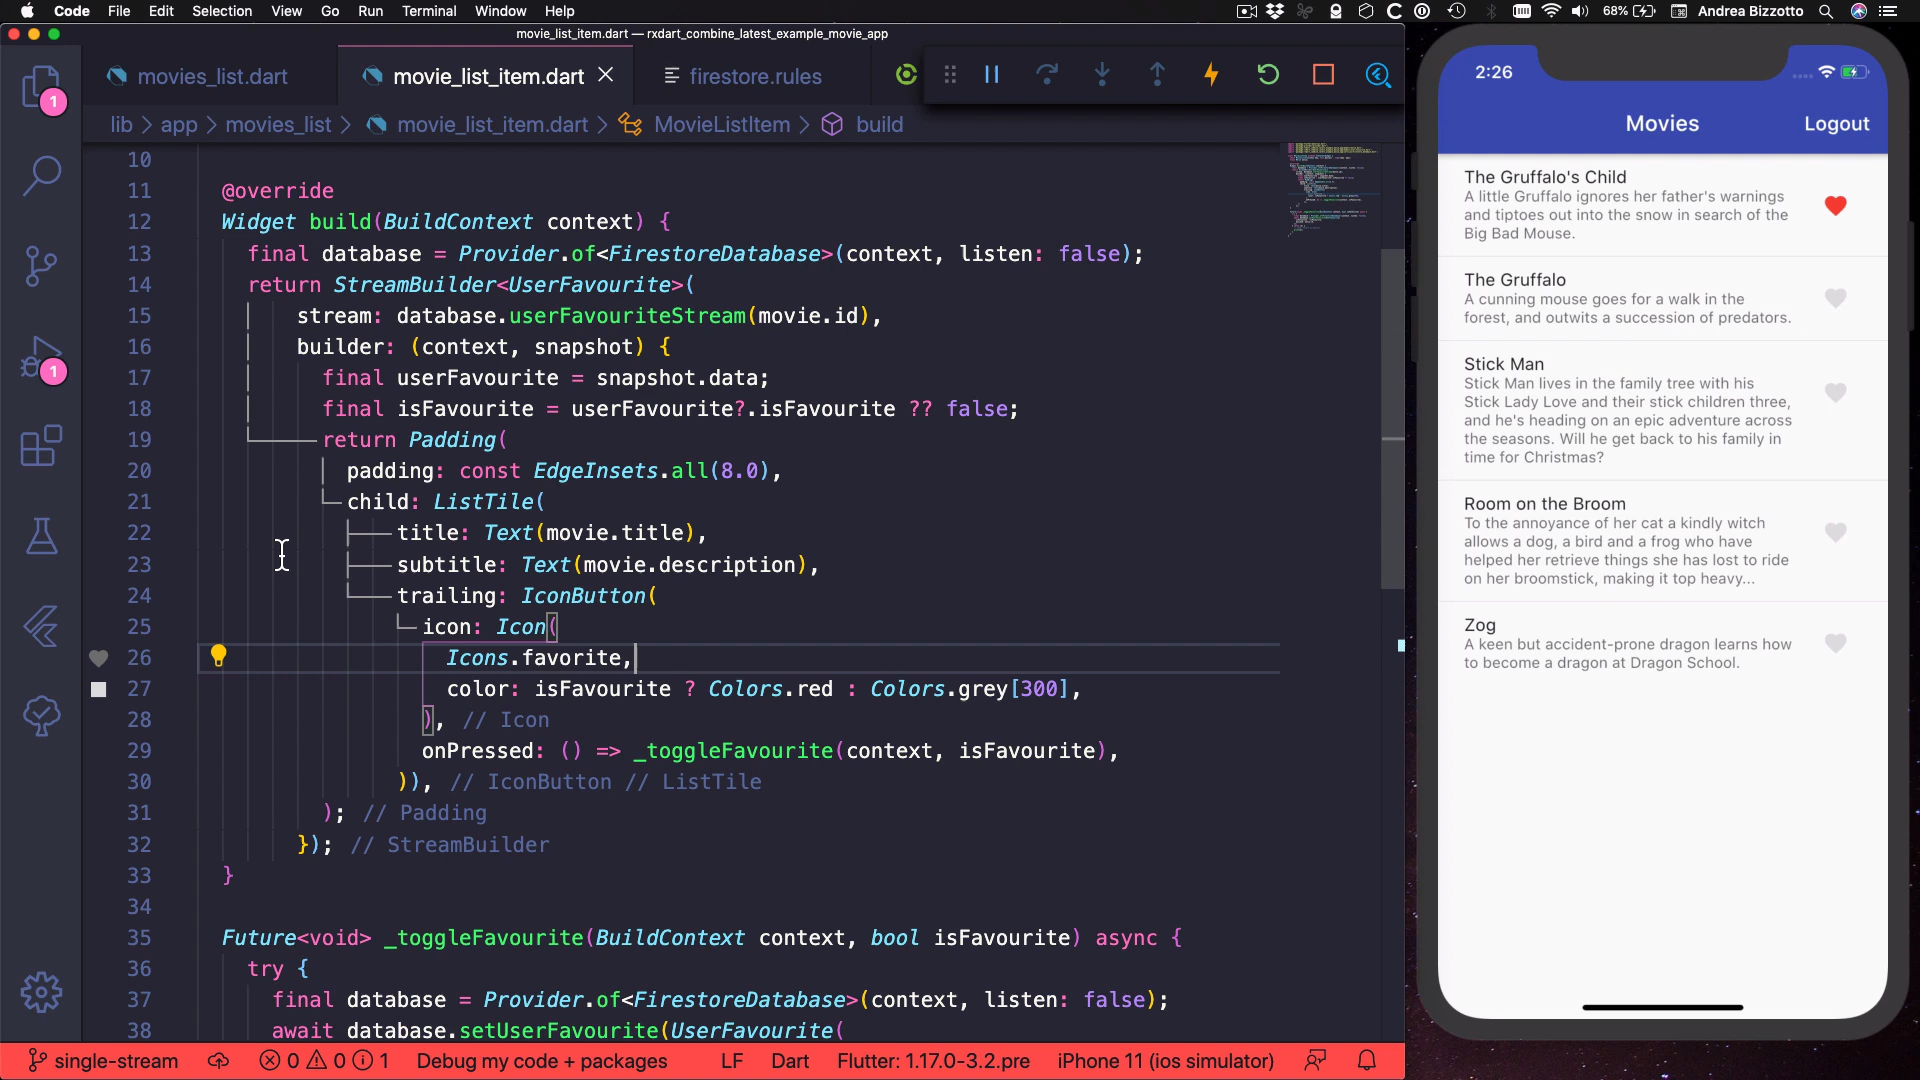 Code File Edit Selection View Go Run Terminal Window Help
68% Andrea Bizzotto
movie_list_item.dart — rxdart_combine_latest_example_movie_app
movies_list.dart
movie_list_item.dart
firestore.rules
1
lib > app > movies_list > movie_list_item.dart > MovieListItem > build
10
11 @override
12 Widget build(BuildContext context) {
13 final database = Provider.of<FirestoreDatabase>(context, listen: false);
14 return StreamBuilder<UserFavourite>(
15 stream: database.userFavouriteStream(movie.id),
16 builder: (context, snapshot) {
17 final userFavourite = snapshot.data;
18 final isFavourite = userFavourite?.isFavourite ?? false;
19 return Padding(
20 padding: const EdgeInsets.all(8.0),
21 child: ListTile(
22 title: Text(movie.title),
23 subtitle: Text(movie.description),
24 trailing: IconButton(
25 icon: Icon(
26 Icons.favorite,
27 color: isFavourite ? Colors.red : Colors.grey[300],
28 ), // Icon
29 onPressed: () => _toggleFavourite(context, isFavourite),
30 )), // IconButton // ListTile
31 ); // Padding
32 }); // StreamBuilder
33 }
34
35 Future<void> _toggleFavourite(BuildContext context, bool isFavourite) async {
36 try {
37 final database = Provider.of<FirestoreDatabase>(context, listen: false);
38 await database.setUserFavourite(UserFavourite(
1
single-stream 0 0 1 Debug my code + packages LF Dart Flutter: 1.17.0-3.2.pre iPhone 11 (ios simulator)
2:26
Movies
Logout
The Gruffalo's Child
A little Gruffalo ignores her father's warnings
and tiptoes out into the snow in search of the
Big Bad Mouse.
The Gruffalo
A cunning mouse goes for a walk in the
forest, and outwits a succession of predators.
Stick Man
Stick Man lives in the family tree with his
Stick Lady Love and their stick children three,
and he's heading on an epic adventure across
the seasons. Will he get back to his family in
time for Christmas?
Room on the Broom
To the annoyance of her cat a kindly witch
allows a dog, a bird and a frog who have
helped her retrieve things she has lost to ride
on her broomstick, making it top heavy...
Zog
A keen but accident-prone dragon learns how
to become a dragon at Dragon School.